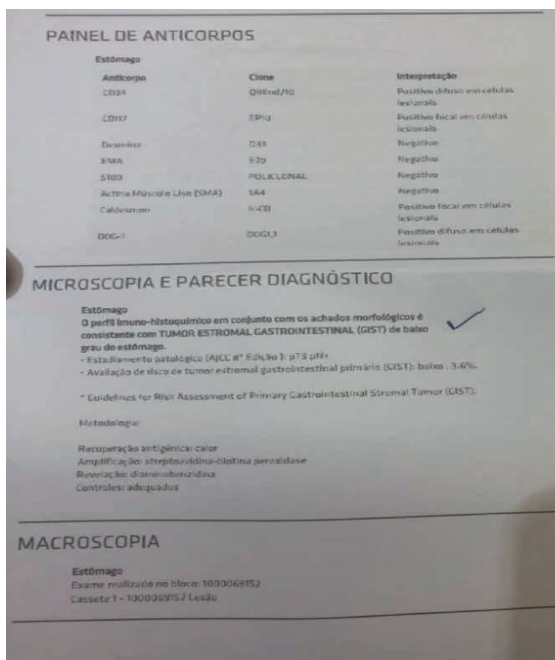 PAINEL DE ANTICORPOS
Estômago
Anticorpo Clone Interpretação
CD34 QBEnd/10 Positivo difuso em células
lesionais
CD117 Positivo focal em células
lesionais
Desmina D33 Negativo
EMA E29 Negativo
S100 POLICLONAL Negativo
Actina Músculo Liso (SMA) 1A4 Negativo
Caldesmon H-CD Positivo focal em células
lesionais
DOG-1 DOG1.1 Positivo difuso em células
lesionais
MICROSCOPIA E PARECER DIAGNÓSTICO
Estômago
O perfil imuno-histoquímico em conjunto com os achados morfológicos é
consistente com TUMOR ESTROMAL GASTROINTESTINAL (GIST) de baixo
grau do estômago.
- Estadiamento patológico (AJCC 8ª Edição): pT3 pNx
- Avaliação de risco de tumor estromal gastrointestinal primário (GIST): baixo , 3.6%.
* Guidelines for Risk Assessment of Primary Gastrointestinal Stromal Tumor (GIST).
Metodologia:
Recuperação antigênica: calor
Amplificação: streptavidina-biotina peroxidase
Revelação: diaminobenzidina
Controles: adequados
MACROSCOPIA
Estômago
Exame realizado no bloco: 1000069152
Cassete 1 - 1000069152 Lesão